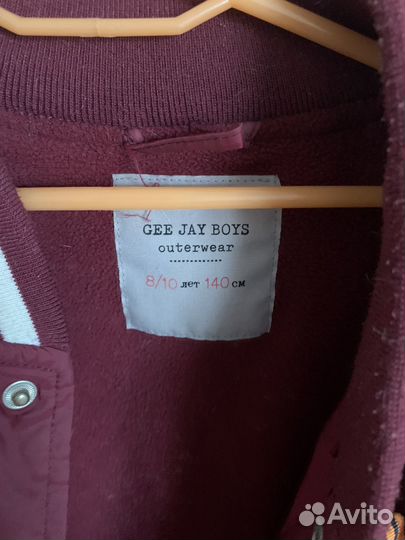 GEE JAY BOYS
outerwear
8/10 лет 140 см
Avito